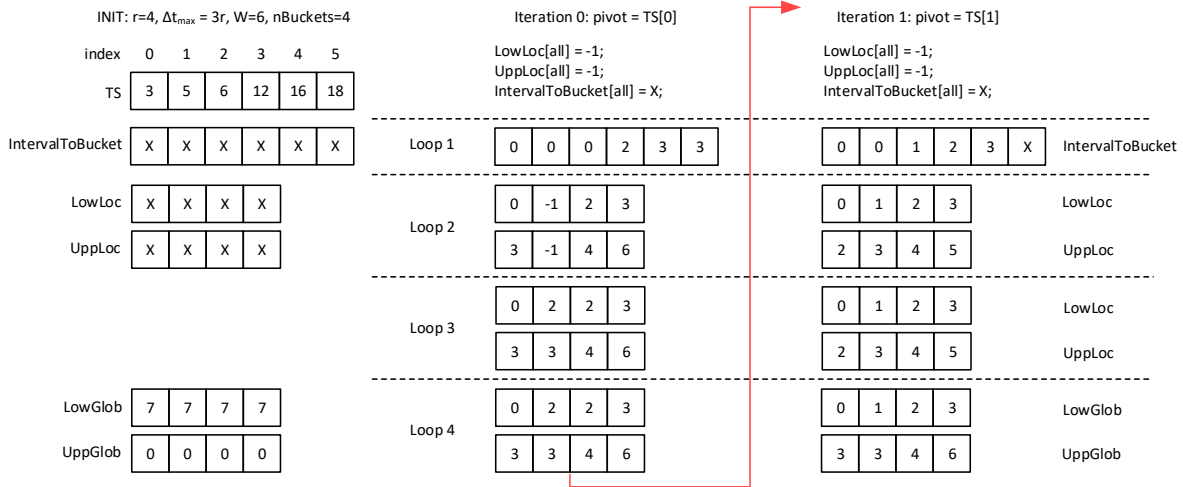 INIT: r=4, Δtmax = 3r, W=6, nBuckets=4
index 0 1 2 3 4 5
TS 3 5 6 12 16 18
IntervalToBucket X X X X X X
LowLoc X X X X
UppLoc X X X X
LowGlob 7 7 7 7
UppGlob 0 0 0 0
Iteration 0: pivot = TS[0]
LowLoc[all] = -1;
UppLoc[all] = -1;
IntervalToBucket[all] = X;
Loop 1
0 0 0 2 3 3
Loop 2
0 -1 2 3
3 -1 4 6
Loop 3
0 2 2 3
3 3 4 6
Loop 4
0 2 2 3
3 3 4 6
Iteration 1: pivot = TS[1]
LowLoc[all] = -1;
UppLoc[all] = -1;
IntervalToBucket[all] = X;
0 0 1 2 3 X IntervalToBucket
0 1 2 3 LowLoc
2 3 4 5 UppLoc
0 1 2 3 LowLoc
2 3 4 5 UppLoc
0 1 2 3 LowGlob
3 3 4 6 UppGlob